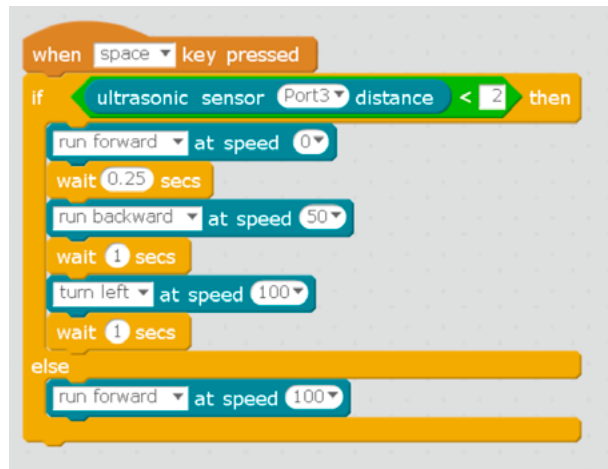 when space key pressed
if ultrasonic sensor Port3 distance < 2 then
run forward at speed 0
wait 0.25 secs
run backward at speed 50
wait 1 secs
turn left at speed 100
wait 1 secs
else
run forward at speed 100